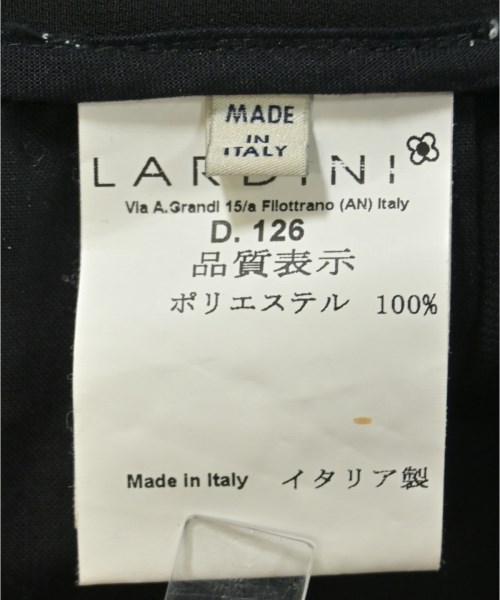 MADE
IN
ITALY
LARDINI
Via A.Grandi 15/a Filottrano (AN) Italy
D. 126
品質表示
ポリエステル 100%
Made in Italy イタリア製